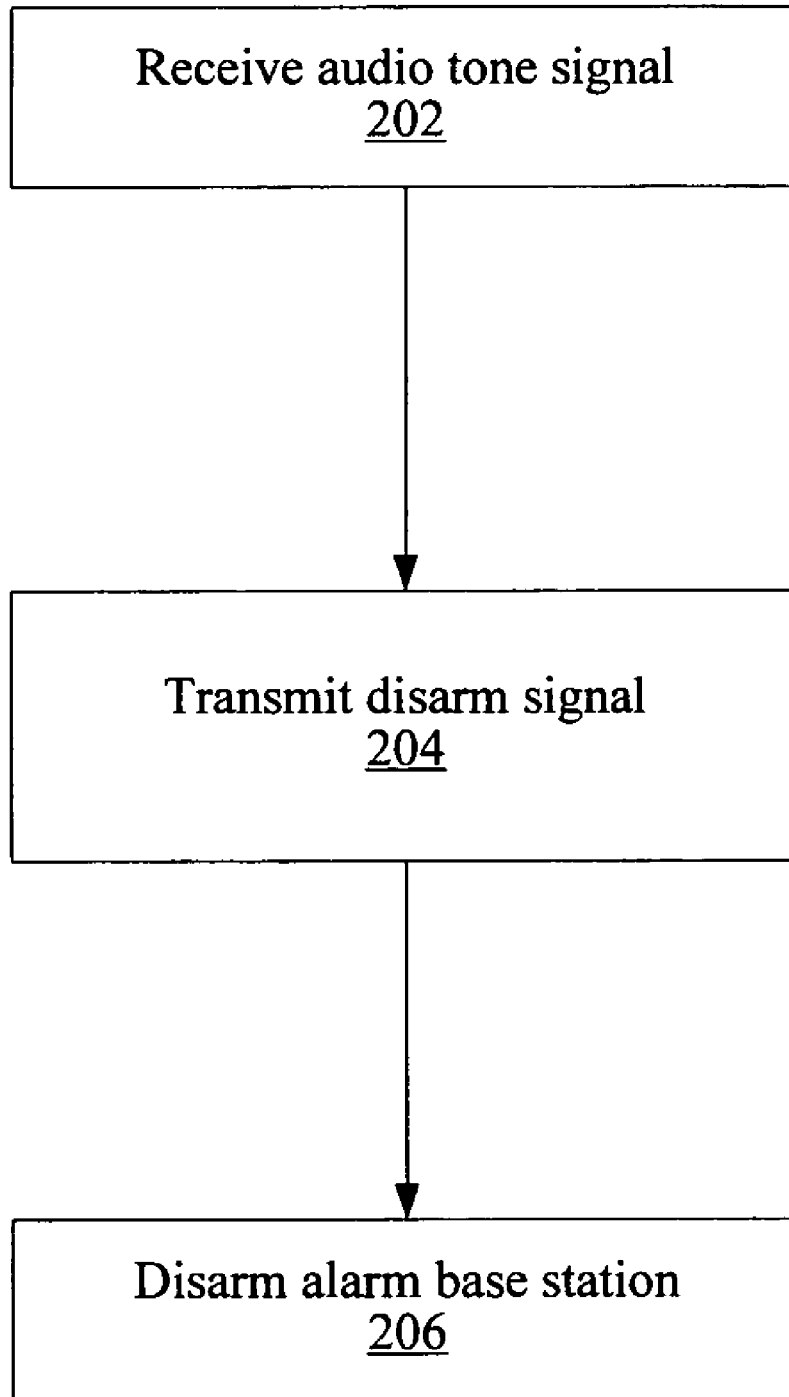 Receive audio tone signal
202
Transmit disarm signal
204
Disarm alarm base station
206